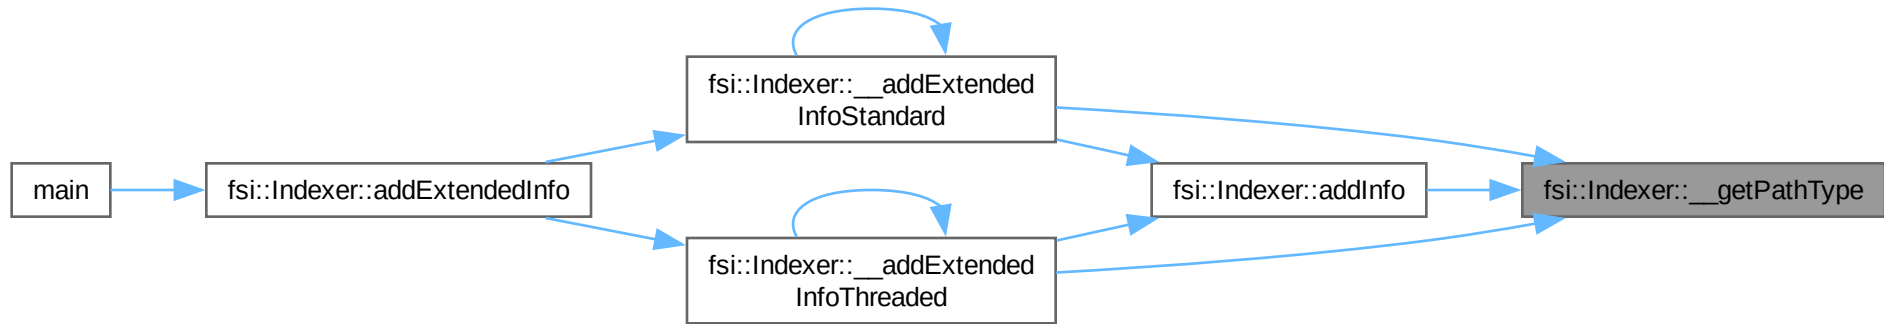 fsi::Indexer::__addExtended
InfoStandard
main
fsi::Indexer::addExtendedInfo
fsi::Indexer::addInfo
fsi::Indexer::__getPathType
fsi::Indexer::__addExtended
InfoThreaded